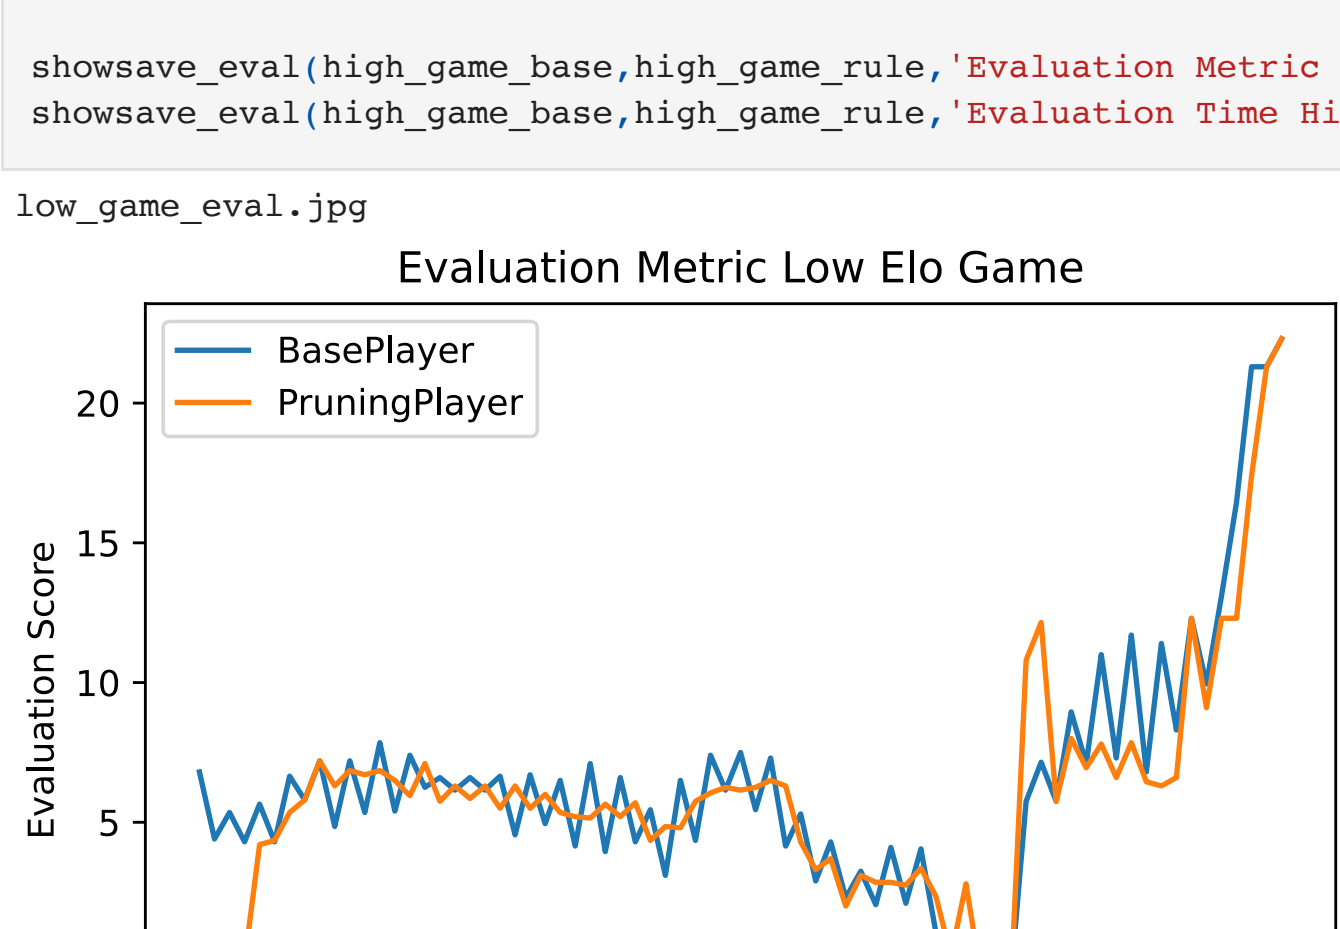 showsave_eval(high_game_base,high_game_rule,'Evaluation Metric
showsave_eval(high_game_base,high_game_rule,'Evaluation Time Hi
low_game_eval.jpg
Evaluation Metric Low Elo Game
BasePlayer
PruningPlayer
20
15
10
5
Evaluation Score